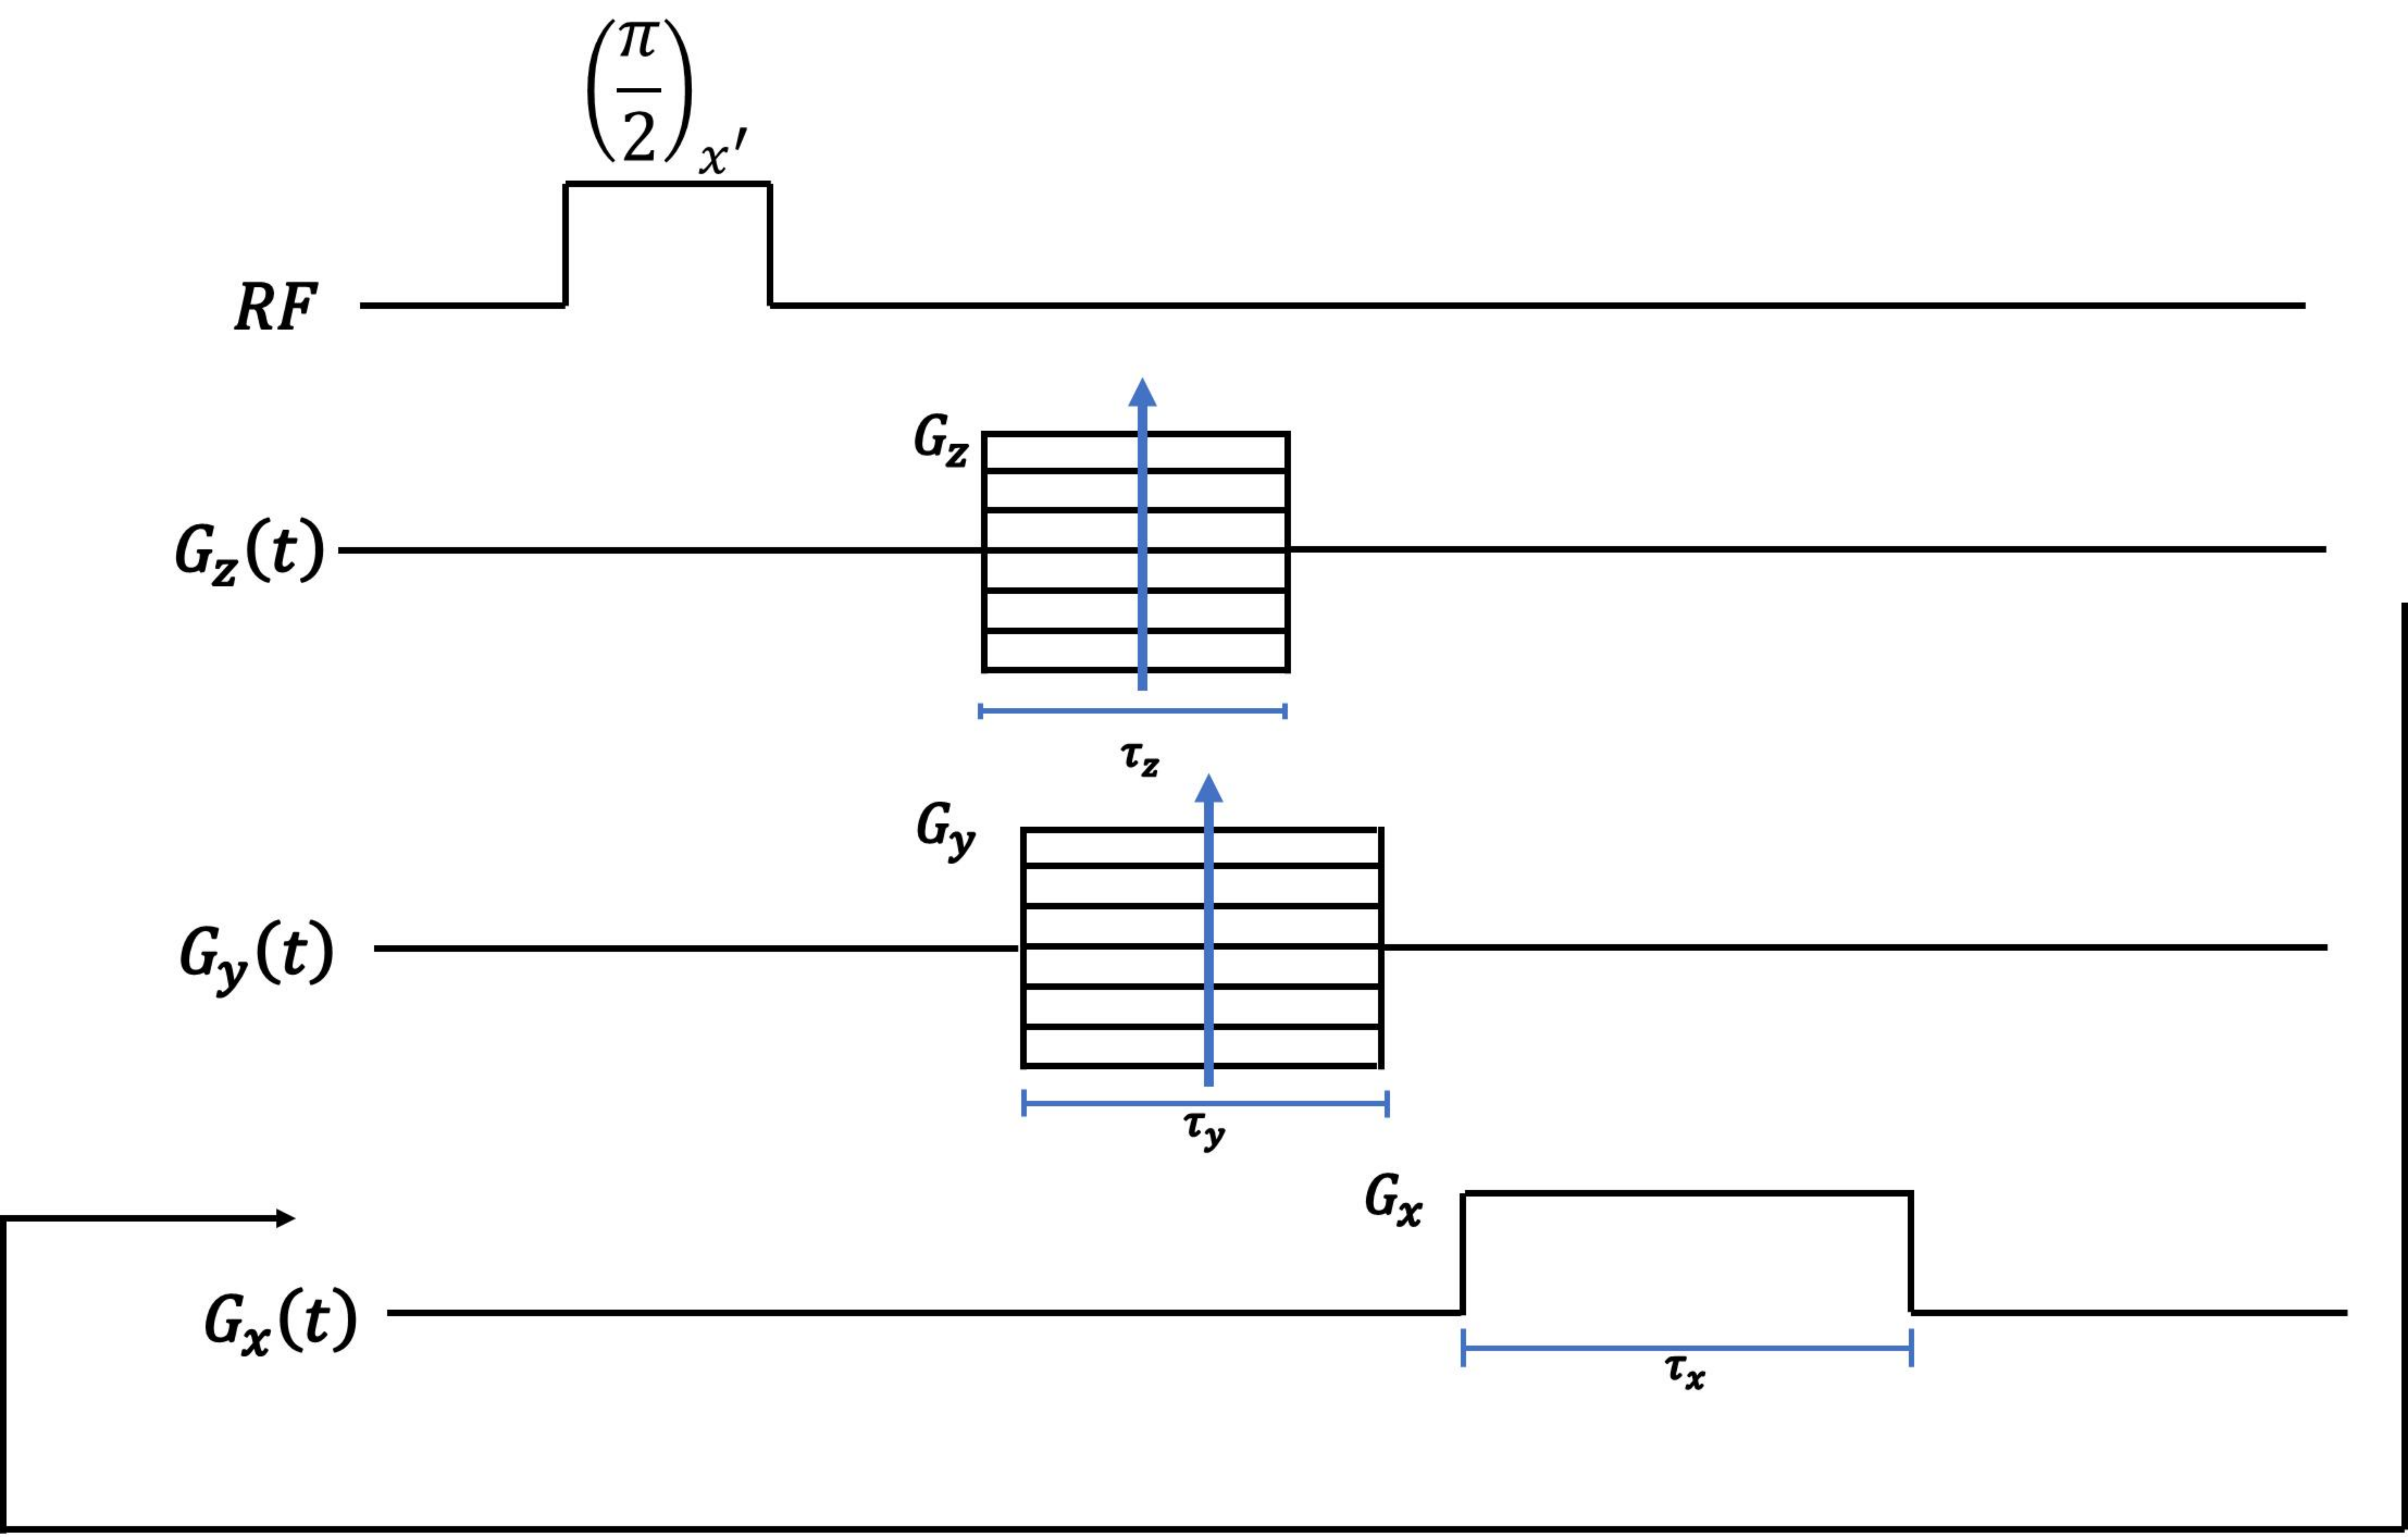 (π/2)x′
RF
Gz
Gz(t)
τz
Gy
Gy(t)
τy
Gx
Gx(t)
τx